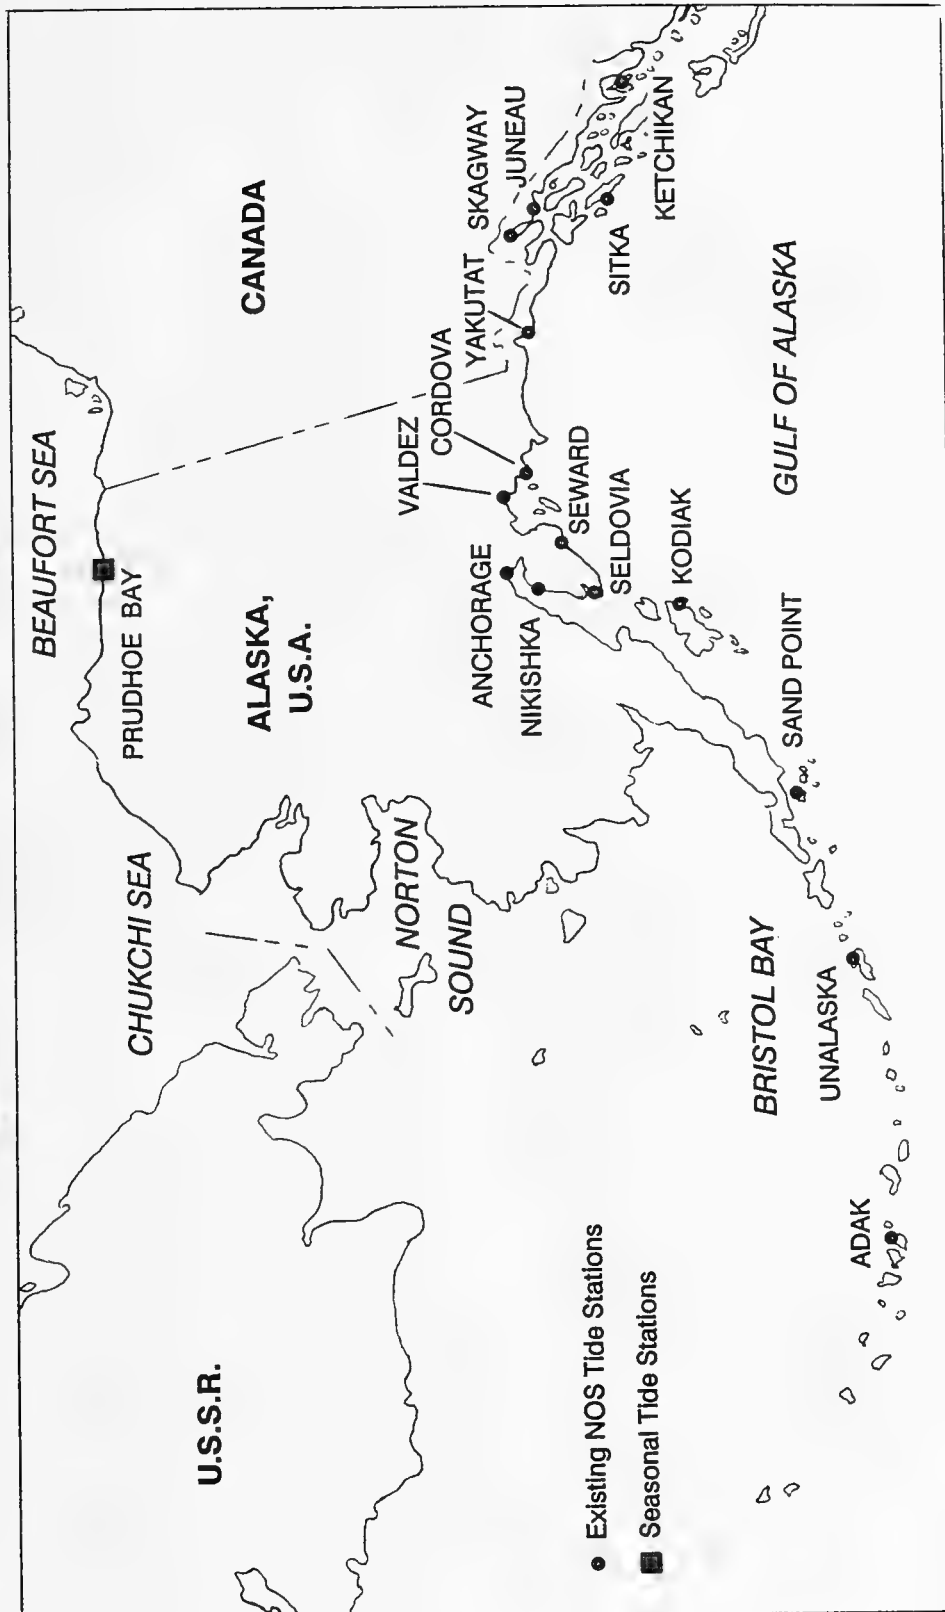 BEAUFORT SEA
CHUKCHI SEA
PRUDHOE BAY
U.S.S.R.
ALASKA,
U.S.A.
CANADA
NORTON
SOUND
VALDEZ
CORDOVA
YAKUTAT
SKAGWAY
JUNEAU
ANCHORAGE
NIKISHKA
SEWARD
SELDOVIA
KODIAK
SITKA
KETCHIKAN
SAND POINT
GULF OF ALASKA
BRISTOL BAY
UNALASKA
ADAK
Existing NOS Tide Stations
Seasonal Tide Stations